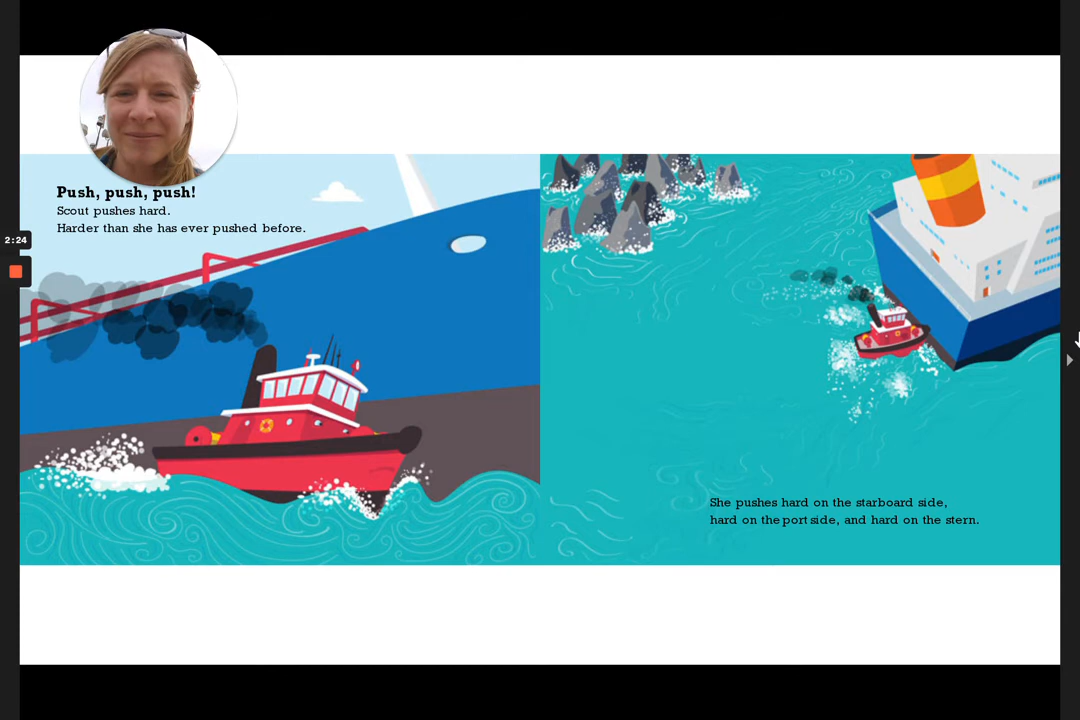 2:24
Push, push, push!
Scout pushes hard.
Harder than she has ever pushed before.
She pushes hard on the starboard side,
hard on the port side, and hard on the stern.